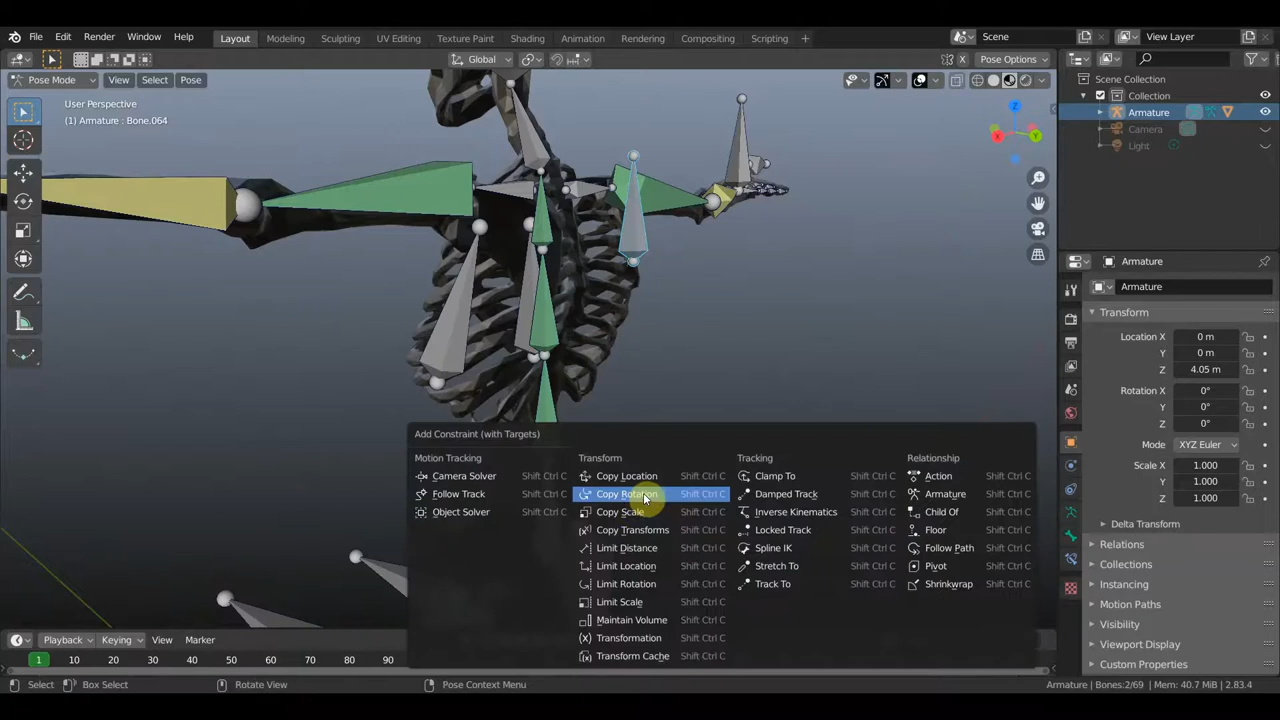 File Edit Render Window Help Layout Modeling Sculpting UV Editing Texture Paint Shading Animation Rendering Compositing Scripting + Scene View Layer
Global Pose Options
Pose Mode View Select Pose
User Perspective
(1) Armature : Bone.064
X Y Z
Scene Collection
Collection
Armature
Camera
Light
Armature
Armature
Transform
Location X 0 m
Y 0 m
Z 4.05 m
Rotation X 0°
Y 0°
Z 0°
Mode XYZ Euler
Scale X 1.000
Y 1.000
Z 1.000
Delta Transform
Relations
Collections
Instancing
Motion Paths
Visibility
Viewport Display
Custom Properties
Add Constraint (with Targets)
Motion Tracking
Camera Solver Shift Ctrl C
Follow Track Shift Ctrl C
Object Solver Shift Ctrl C
Transform
Copy Location Shift Ctrl C
Copy Rotation Shift Ctrl C
Copy Scale Shift Ctrl C
Copy Transforms Shift Ctrl C
Limit Distance Shift Ctrl C
Limit Location Shift Ctrl C
Limit Rotation Shift Ctrl C
Limit Scale Shift Ctrl C
Maintain Volume Shift Ctrl C
Transformation Shift Ctrl C
Transform Cache Shift Ctrl C
Tracking
Clamp To Shift Ctrl C
Damped Track Shift Ctrl C
Inverse Kinematics Shift Ctrl C
Locked Track Shift Ctrl C
Spline IK Shift Ctrl C
Stretch To Shift Ctrl C
Track To Shift Ctrl C
Relationship
Action Shift Ctrl C
Armature Shift Ctrl C
Child Of Shift Ctrl C
Floor Shift Ctrl C
Follow Path Shift Ctrl C
Pivot Shift Ctrl C
Shrinkwrap Shift Ctrl C
Playback Keying View Marker
1 10 20 30 40 50 60 70 80 90
Select Box Select Rotate View Pose Context Menu Armature | Bones:2/69 | Mem: 40.7 MiB | 2.83.4